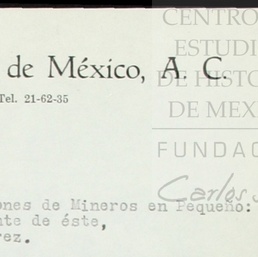 CENTRO
ESTUDI
DE HISTO
DE MEX
FUNDAC
Carlos
de México, A. C.
Tel. 21-62-35
ones de Mineros en Pequeño:
nte de éste,
rez.